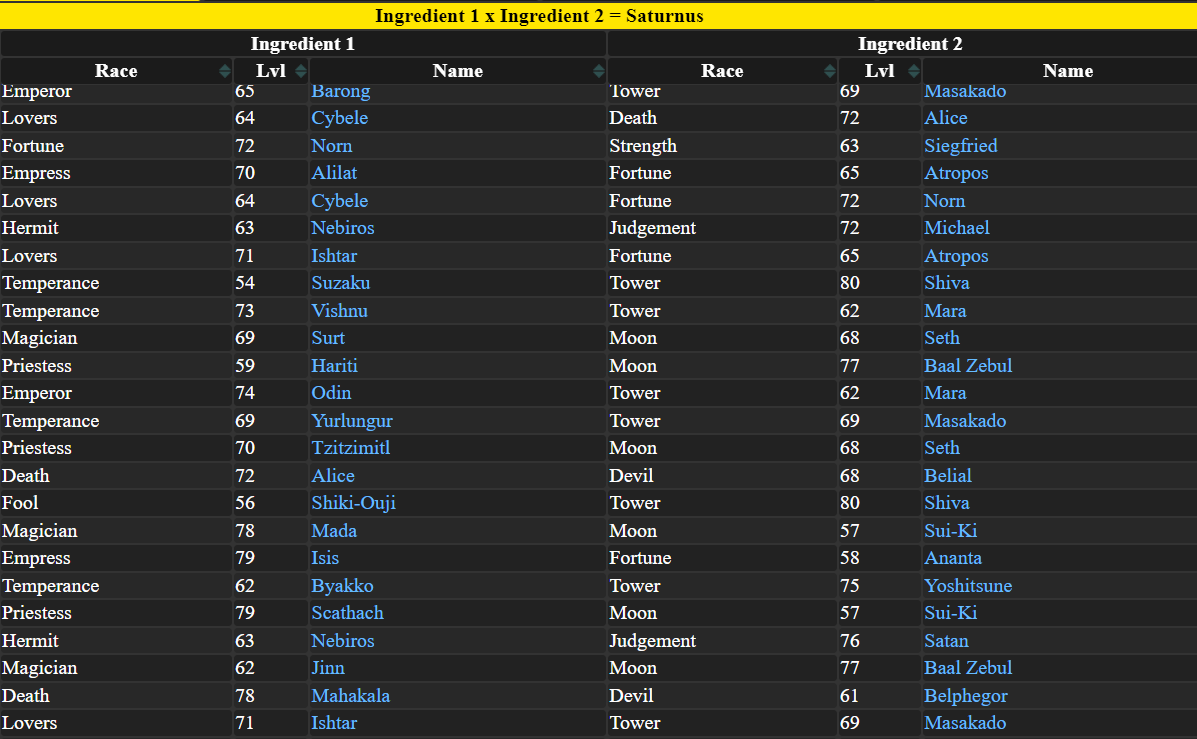 Ingredient 1 x Ingredient 2 = Saturnus
Ingredient 1 Ingredient 2
Race Lvl Name Race Lvl Name
Emperor 65 Barong Tower 69 Masakado
Lovers 64 Cybele Death 72 Alice
Fortune 72 Norn Strength 63 Siegfried
Empress 70 Alilat Fortune 65 Atropos
Lovers 64 Cybele Fortune 72 Norn
Hermit 63 Nebiros Judgement 72 Michael
Lovers 71 Ishtar Fortune 65 Atropos
Temperance 54 Suzaku Tower 80 Shiva
Temperance 73 Vishnu Tower 62 Mara
Magician 69 Surt Moon 68 Seth
Priestess 59 Hariti Moon 77 Baal Zebul
Emperor 74 Odin Tower 62 Mara
Temperance 69 Yurlungur Tower 69 Masakado
Priestess 70 Tzitzimitl Moon 68 Seth
Death 72 Alice Devil 68 Belial
Fool 56 Shiki-Ouji Tower 80 Shiva
Magician 78 Mada Moon 57 Sui-Ki
Empress 79 Isis Fortune 58 Ananta
Temperance 62 Byakko Tower 75 Yoshitsune
Priestess 79 Scathach Moon 57 Sui-Ki
Hermit 63 Nebiros Judgement 76 Satan
Magician 62 Jinn Moon 77 Baal Zebul
Death 78 Mahakala Devil 61 Belphegor
Lovers 71 Ishtar Tower 69 Masakado